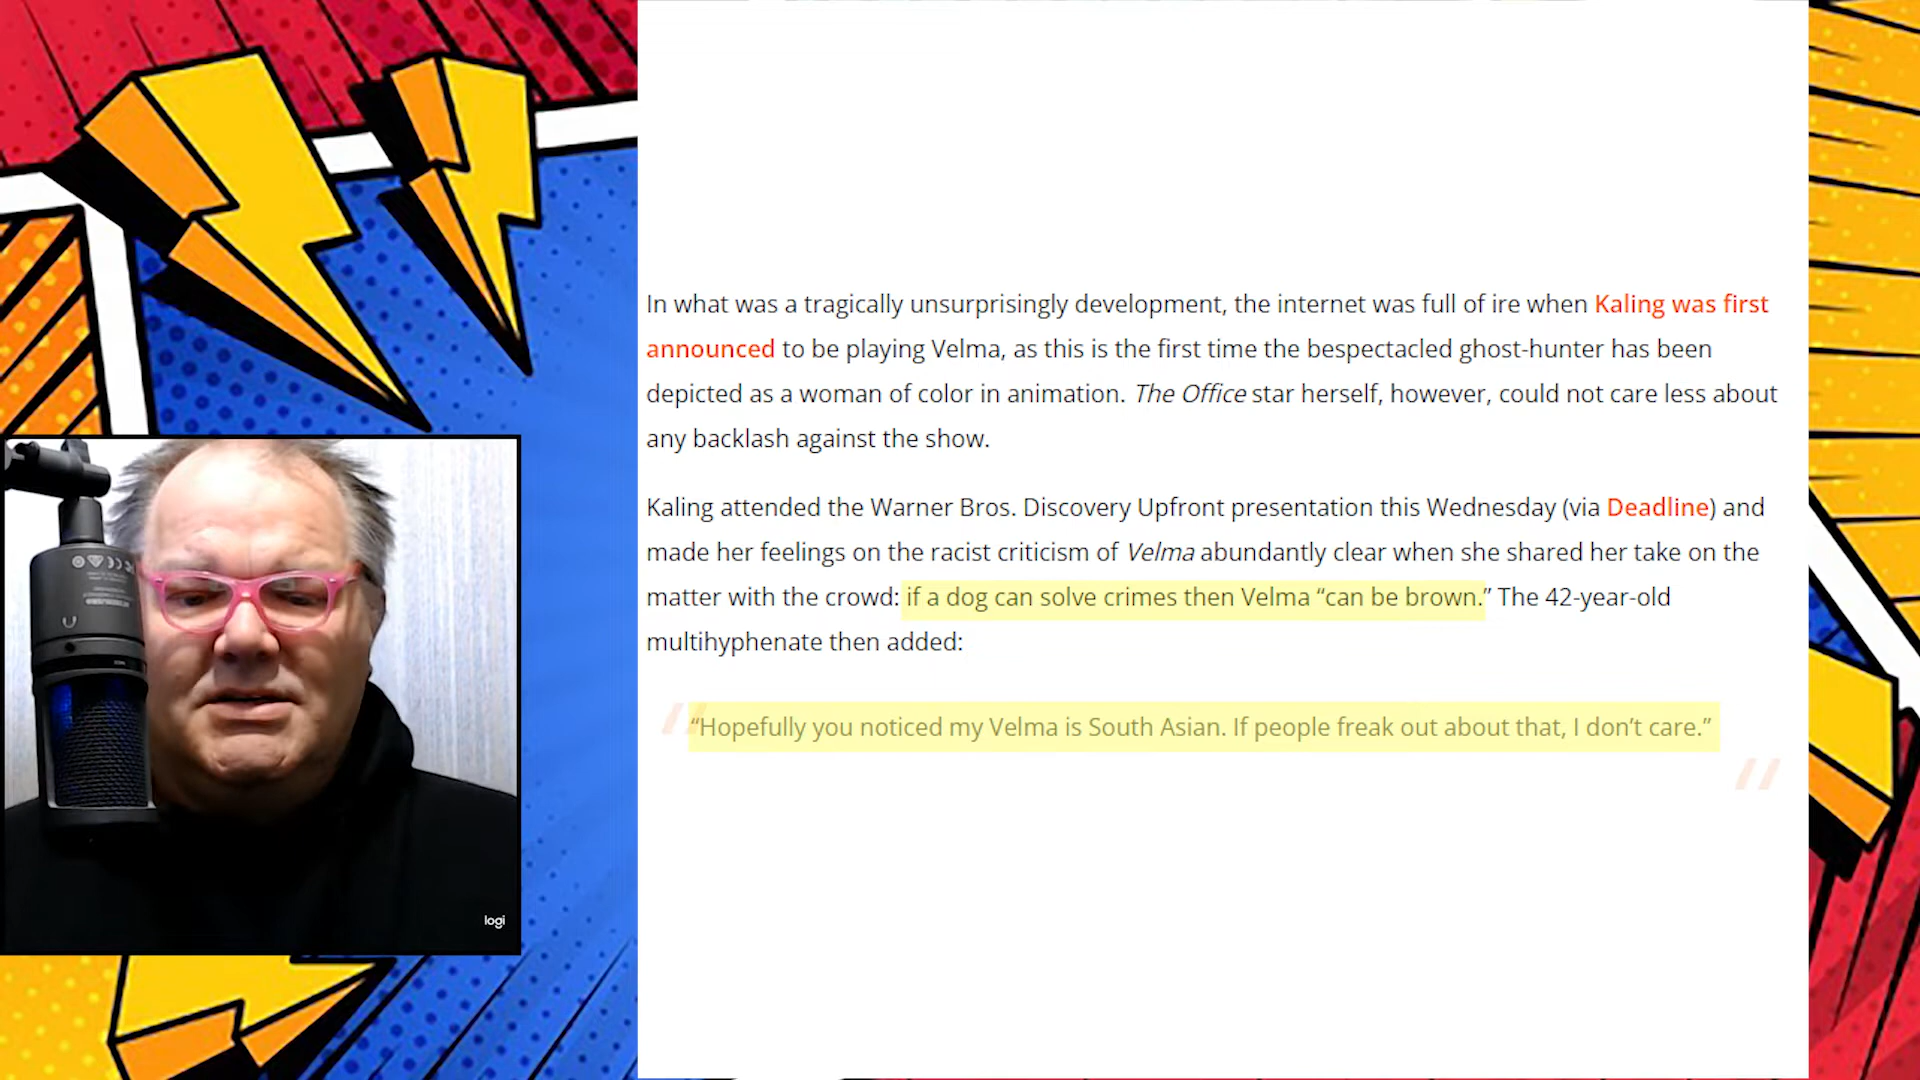 In what was a tragically unsurprisingly development, the internet was full of ire when Kaling was first
announced to be playing Velma, as this is the first time the bespectacled ghost-hunter has been
depicted as a woman of color in animation. The Office star herself, however, could not care less about
any backlash against the show.
Kaling attended the Warner Bros. Discovery Upfront presentation this Wednesday (via Deadline) and
made her feelings on the racist criticism of Velma abundantly clear when she shared her take on the
matter with the crowd: if a dog can solve crimes then Velma “can be brown.” The 42-year-old
multihyphenate then added:
“Hopefully you noticed my Velma is South Asian. If people freak out about that, I don’t care.”
logi